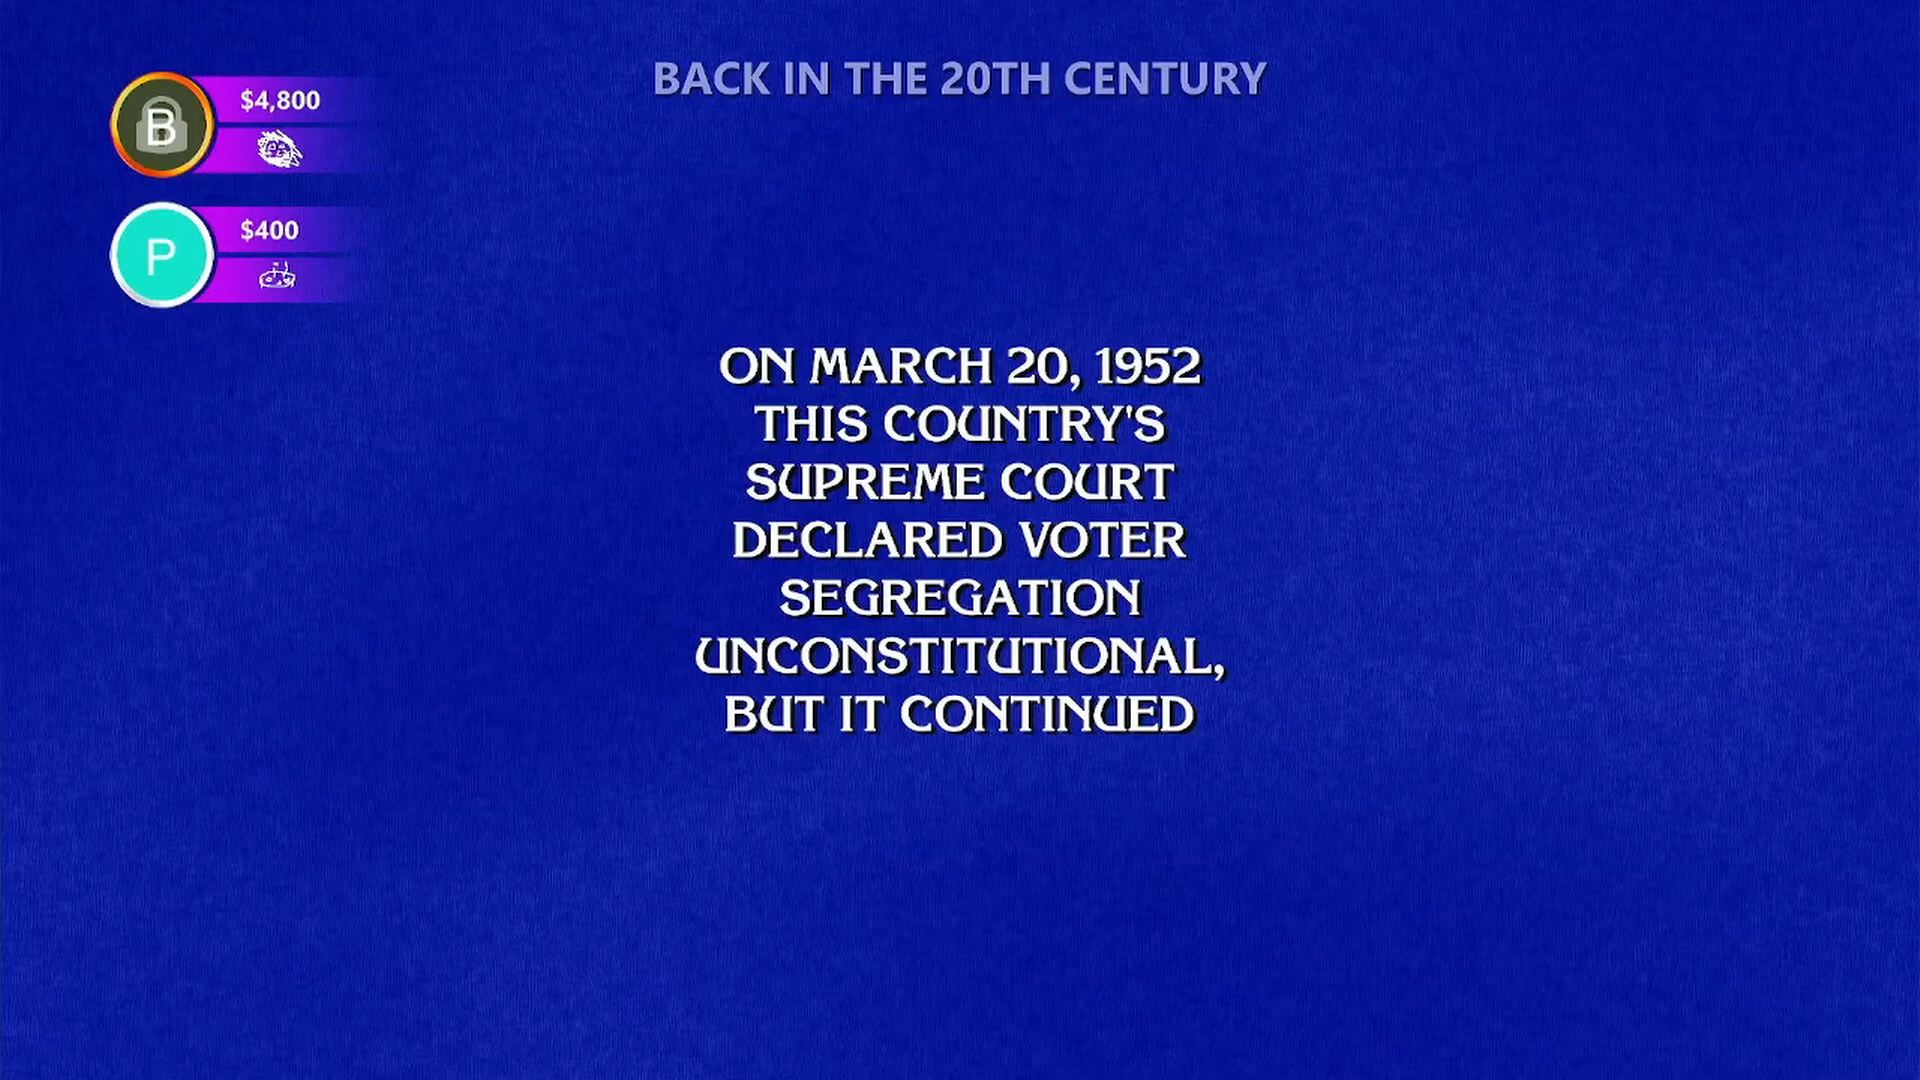 BACK IN THE 20TH CENTURY
B
$4,800
P
$400
ON MARCH 20, 1952
THIS COUNTRY'S
SUPREME COURT
DECLARED VOTER
SEGREGATION
UNCONSTITUTIONAL,
BUT IT CONTINUED